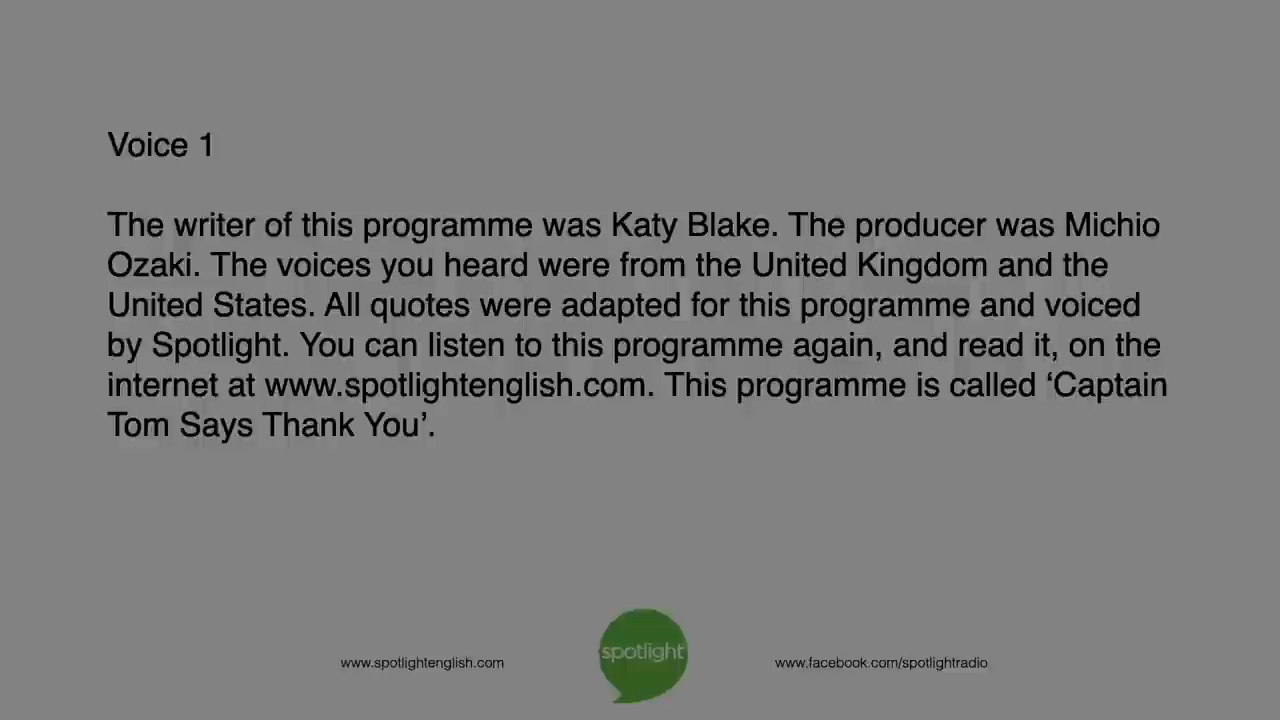 Voice 1
The writer of this programme was Katy Blake. The producer was Michio
Ozaki. The voices you heard were from the United Kingdom and the
United States. All quotes were adapted for this programme and voiced
by Spotlight. You can listen to this programme again, and read it, on the
internet at www.spotlightenglish.com. This programme is called ‘Captain
Tom Says Thank You’.
www.spotlightenglish.com
spotlight
www.facebook.com/spotlightradio